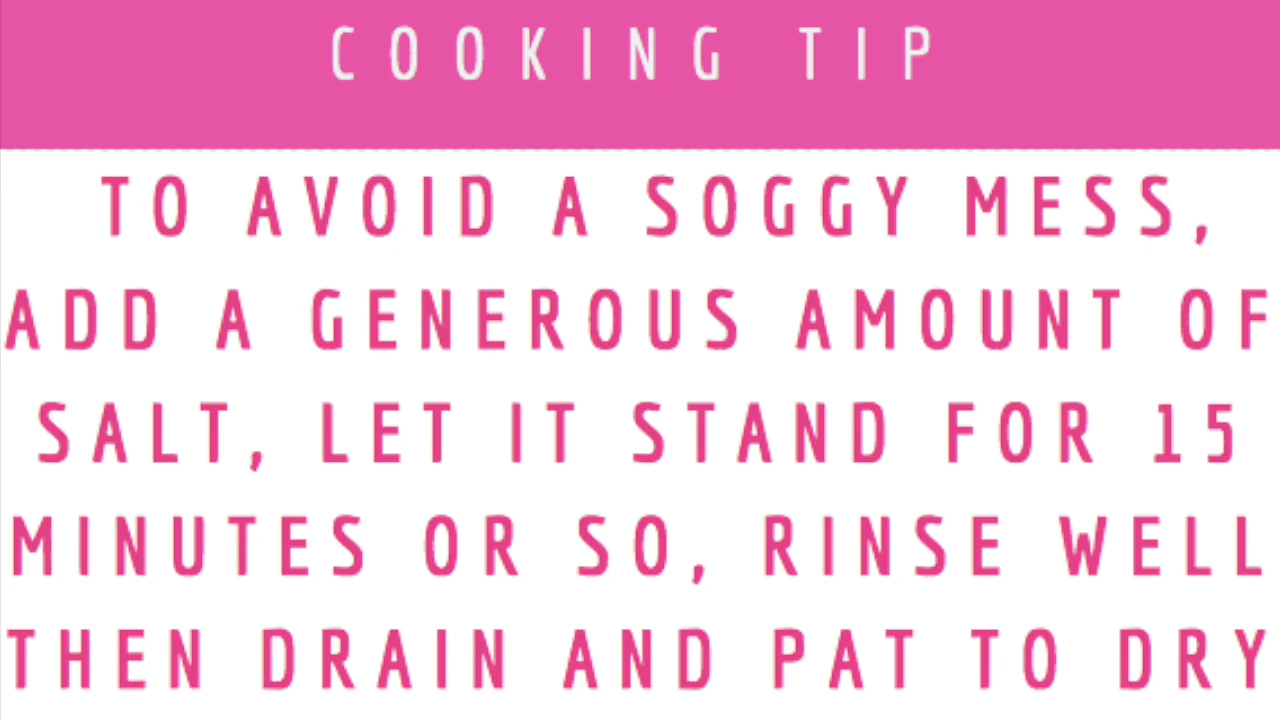 COOKING TIP
TO AVOID A SOGGY MESS,
ADD A GENEROUS AMOUNT OF
SALT, LET IT STAND FOR 15
MINUTES OR SO, RINSE WELL
THEN DRAIN AND PAT TO DRY